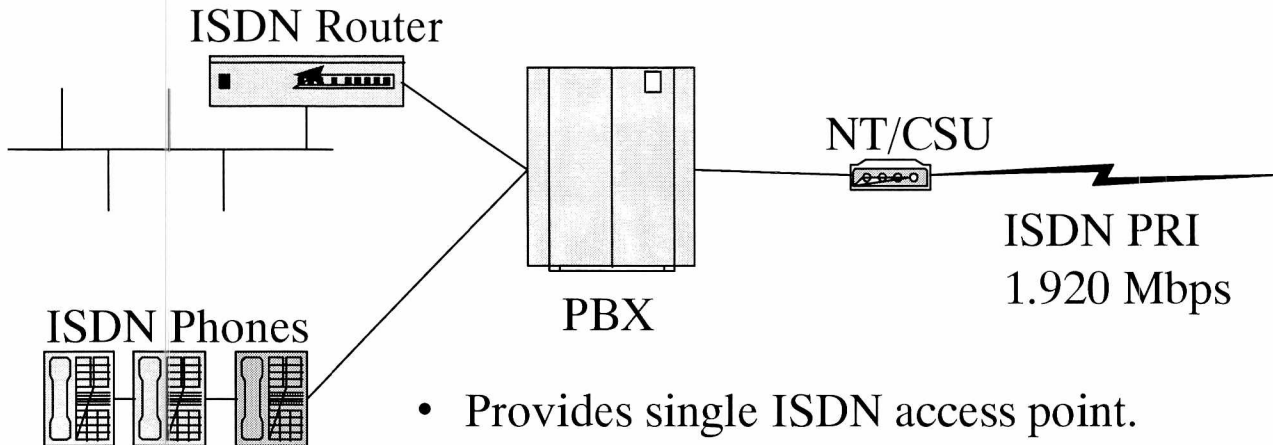 ISDN Router
NT/CSU
ISDN PRI
1.920 Mbps
PBX
ISDN Phones
• Provides single ISDN access point.